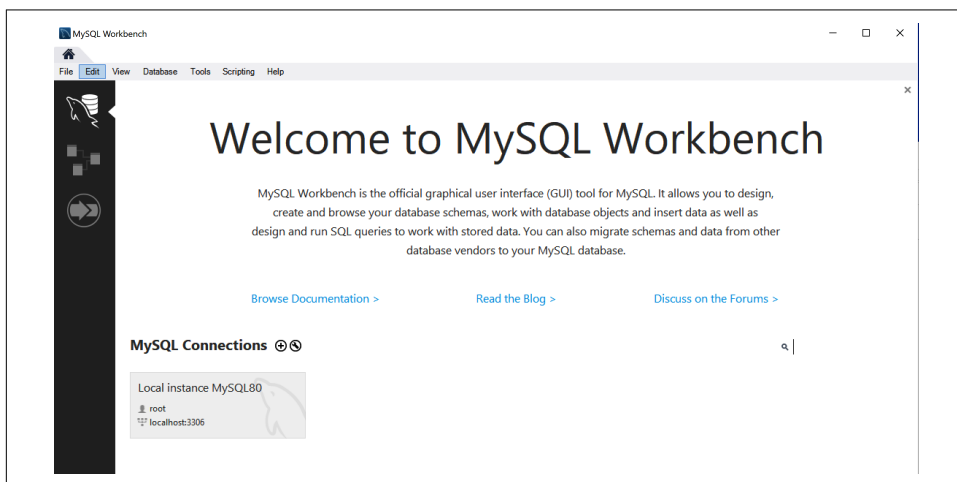 MySQL Workbench
File Edit View Database Tools Scripting Help
Welcome to MySQL Workbench
MySQL Workbench is the official graphical user interface (GUI) tool for MySQL. It allows you to design,
create and browse your database schemas, work with database objects and insert data as well as
design and run SQL queries to work with stored data. You can also migrate schemas and data from other
database vendors to your MySQL database.
Browse Documentation > Read the Blog > Discuss on the Forums >
MySQL Connections
Local instance MySQL80
root
localhost:3306